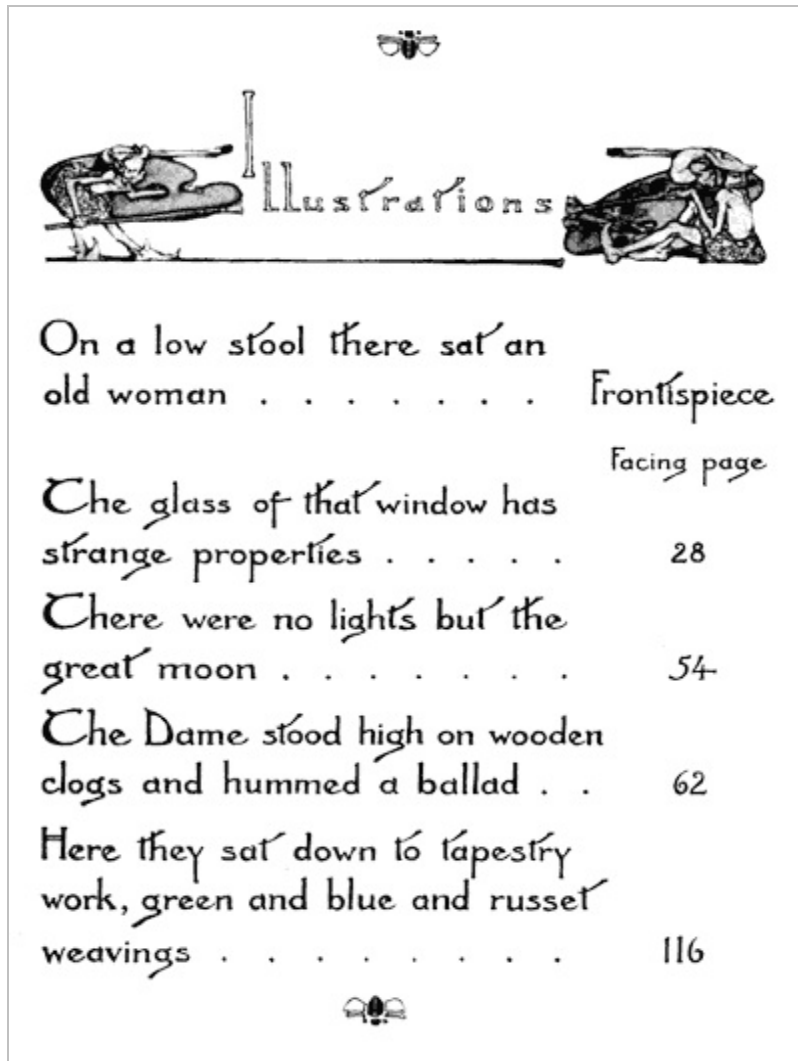 Illustrations
On a low stool there sat an
old woman . . . . . . . Frontispiece
Facing page
The glass of that window has
strange properties . . . . . 28
There were no lights but the
great moon . . . . . . . 54
The Dame stood high on wooden
clogs and hummed a ballad . . 62
Here they sat down to tapestry
work, green and blue and russet
weavings . . . . . . . . 116